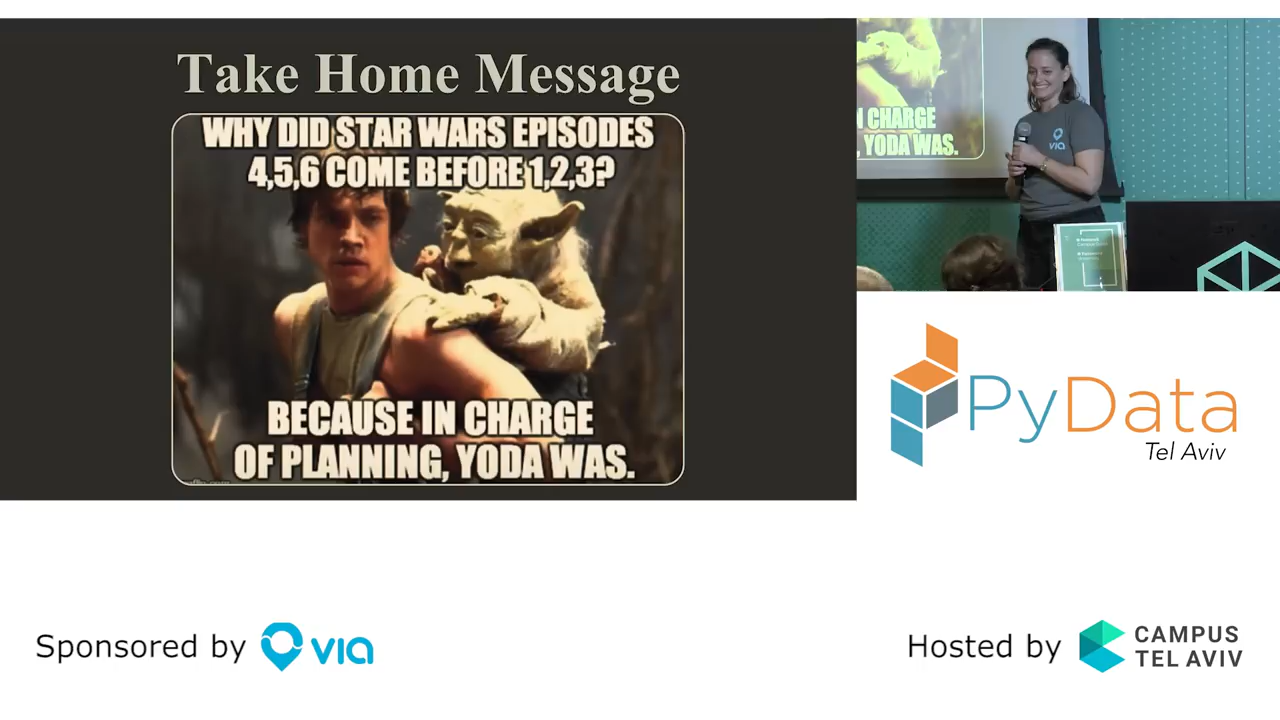 Take Home Message
WHY DID STAR WARS EPISODES
4,5,6 COME BEFORE 1,2,3?
BECAUSE IN CHARGE
OF PLANNING, YODA WAS.
N CHARGE
, YODA WAS.
via
PyData
Tel Aviv
Sponsored by via
Hosted by CAMPUS
TEL AVIV